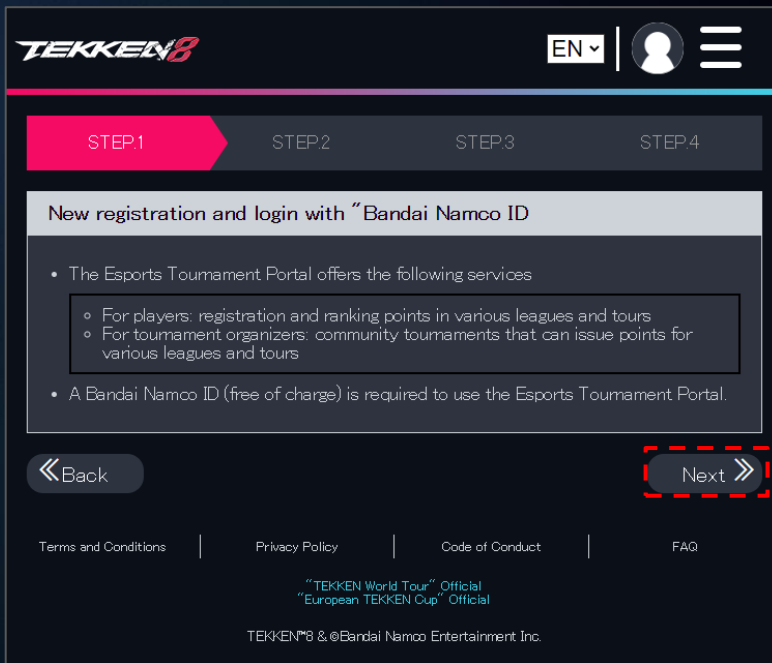 TEKKEN8
EN
STEP.1
STEP.2
STEP.3
STEP.4
New registration and login with "Bandai Namco ID
• The Esports Tournament Portal offers the following services
○ For players: registration and ranking points in various leagues and tours
○ For tournament organizers: community tournaments that can issue points for
various leagues and tours
• A Bandai Namco ID (free of charge) is required to use the Esports Tournament Portal.
Back
Next
Terms and Conditions
Privacy Policy
Code of Conduct
FAQ
"TEKKEN World Tour" Official
"European TEKKEN Cup" Official
TEKKEN™8 & ©Bandai Namco Entertainment Inc.